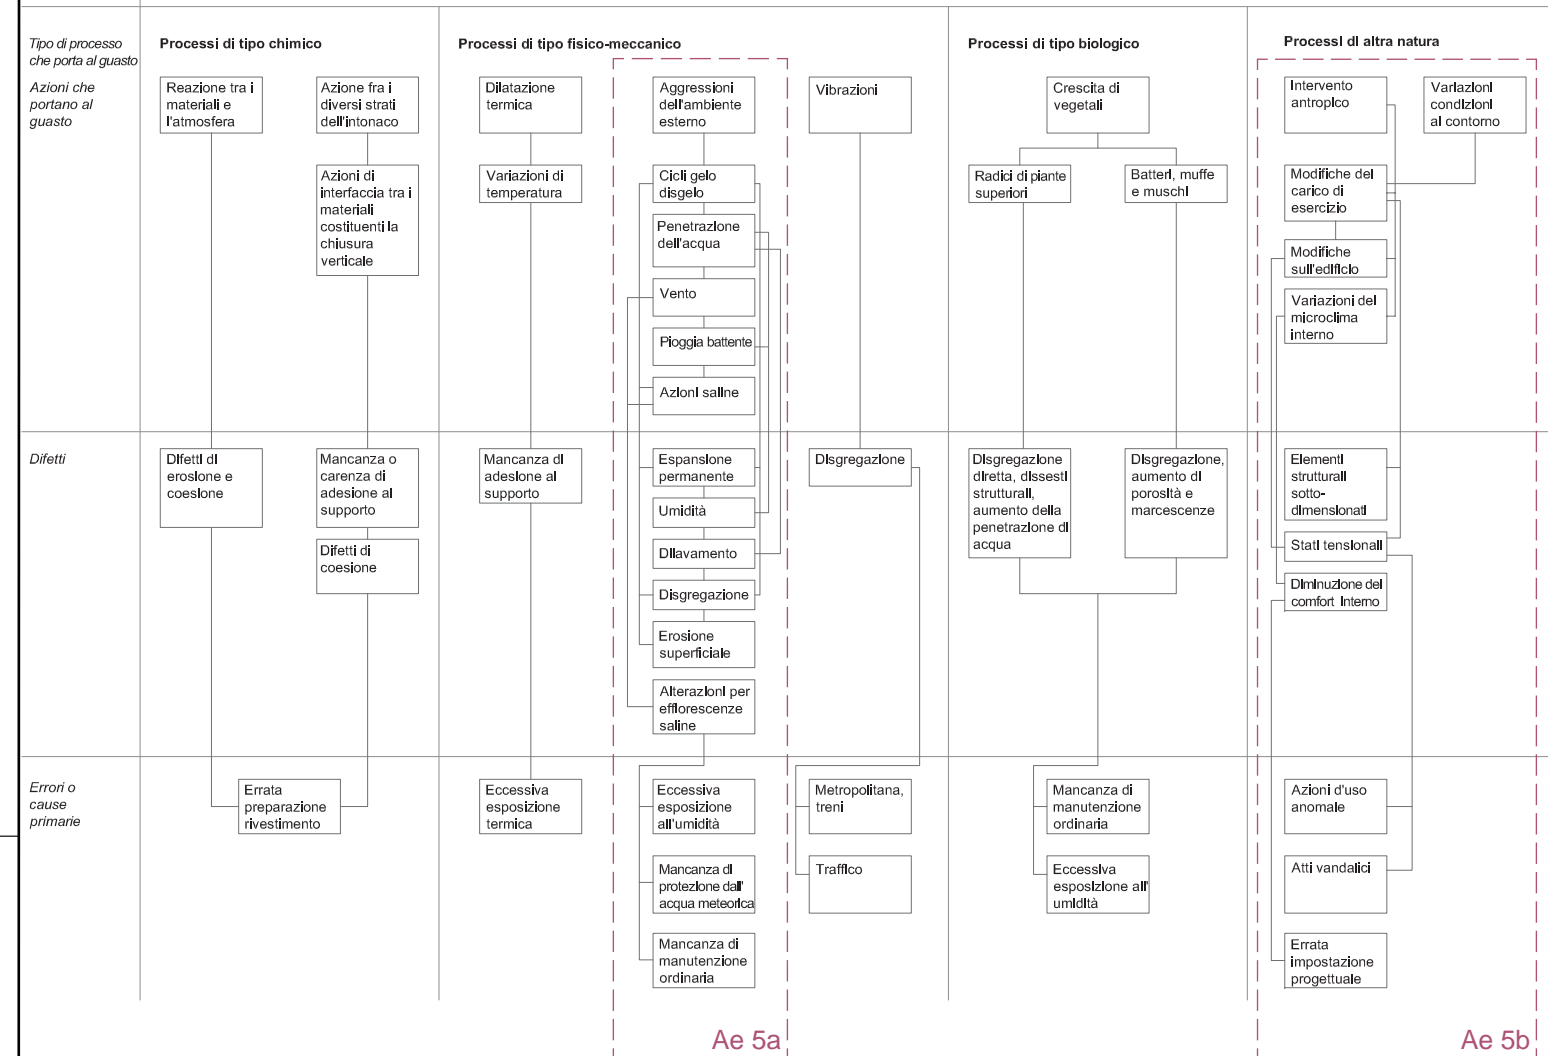 Tipo di processo
che porta al guasto
Processi di tipo chimico
Processi di tipo fisico-meccanico
Processi di tipo biologico
Processi di altra natura
Azioni che
portano al
guasto
Reazione tra i
materiali e
l'atmosfera
Azione fra i
diversi strati
dell'intonaco
Dilatazione
termica
Aggressioni
dell'ambiente
esterno
Vibrazioni
Crescita di
vegetali
Intervento
antropico
Variazioni
condizioni
al contorno
Azioni di
interfaccia tra i
materiali
costituenti la
chiusura
verticale
Variazioni di
temperatura
Cicli gelo
disgelo
Penetrazione
dell'acqua
Vento
Pioggia battente
Azioni saline
Radici di piante
superiori
Batteri, muffe
e muschi
Modifiche del
carico di
esercizio
Modifiche
sull'edificio
Variazioni del
microclima
interno
Difetti
Difetti di
erosione e
coesione
Mancanza o
carenza di
adesione al
supporto
Difetti di
coesione
Mancanza di
adesione al
supporto
Espansione
permanente
Umidità
Dilavamento
Disgregazione
Erosione
superficiale
Alterazioni per
efflorescenze
saline
Disgregazione
Disgregazione
diretta, dissesti
strutturali,
aumento della
penetrazione di
acqua
Disgregazione,
aumento di
porosità e
marcescenze
Elementi
strutturali
sotto-
dimensionati
Stati tensionali
Diminuzione del
comfort interno
Errori o
cause
primarie
Errata
preparazione
rivestimento
Eccessiva
esposizione
termica
Eccessiva
esposizione
all'umidità
Mancanza di
protezione dall'
acqua meteorica
Mancanza di
manutenzione
ordinaria
Metropolitana,
treni
Traffico
Mancanza di
manutenzione
ordinaria
Eccessiva
esposizione all'
umidità
Azioni d'uso
anomale
Atti vandalici
Errata
impostazione
progettuale
Ae 5a
Ae 5b